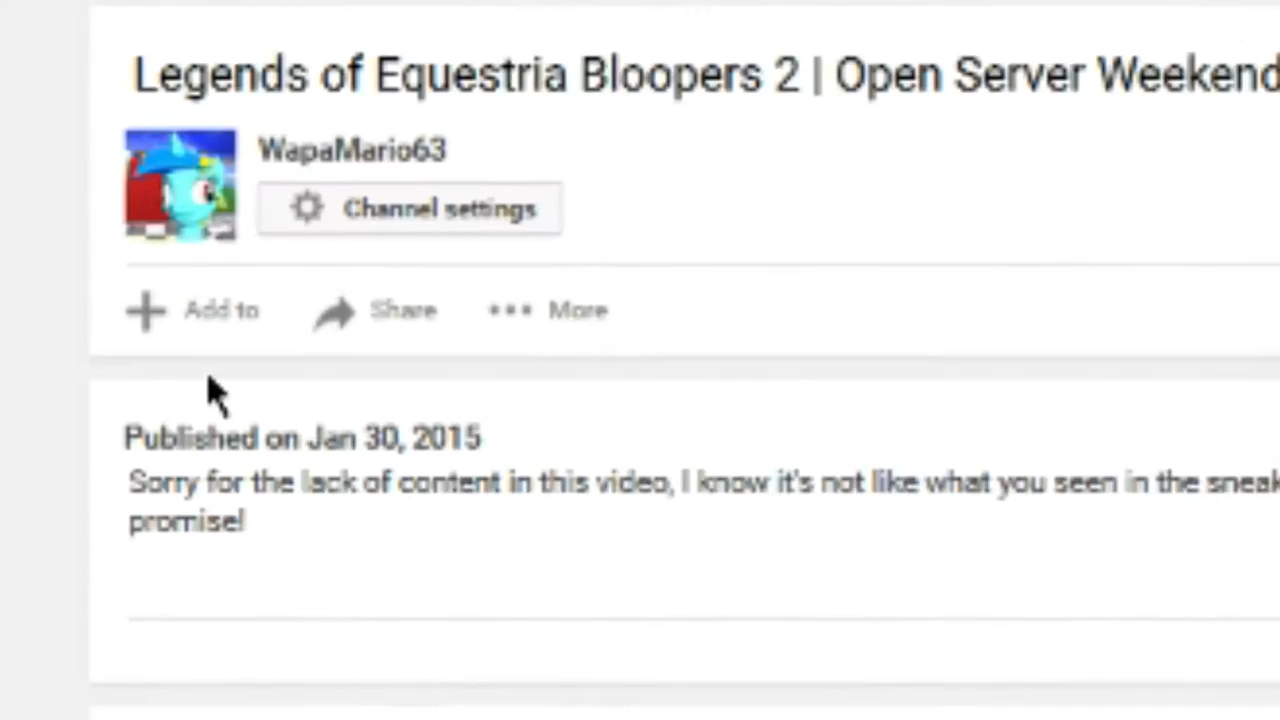 Legends of Equestria Bloopers 2 | Open Server Weekend
WapaMario63
Channel settings
Add to Share More
Published on Jan 30, 2015
Sorry for the lack of content in this video, I know it's not like what you seen in the sneak
promise!